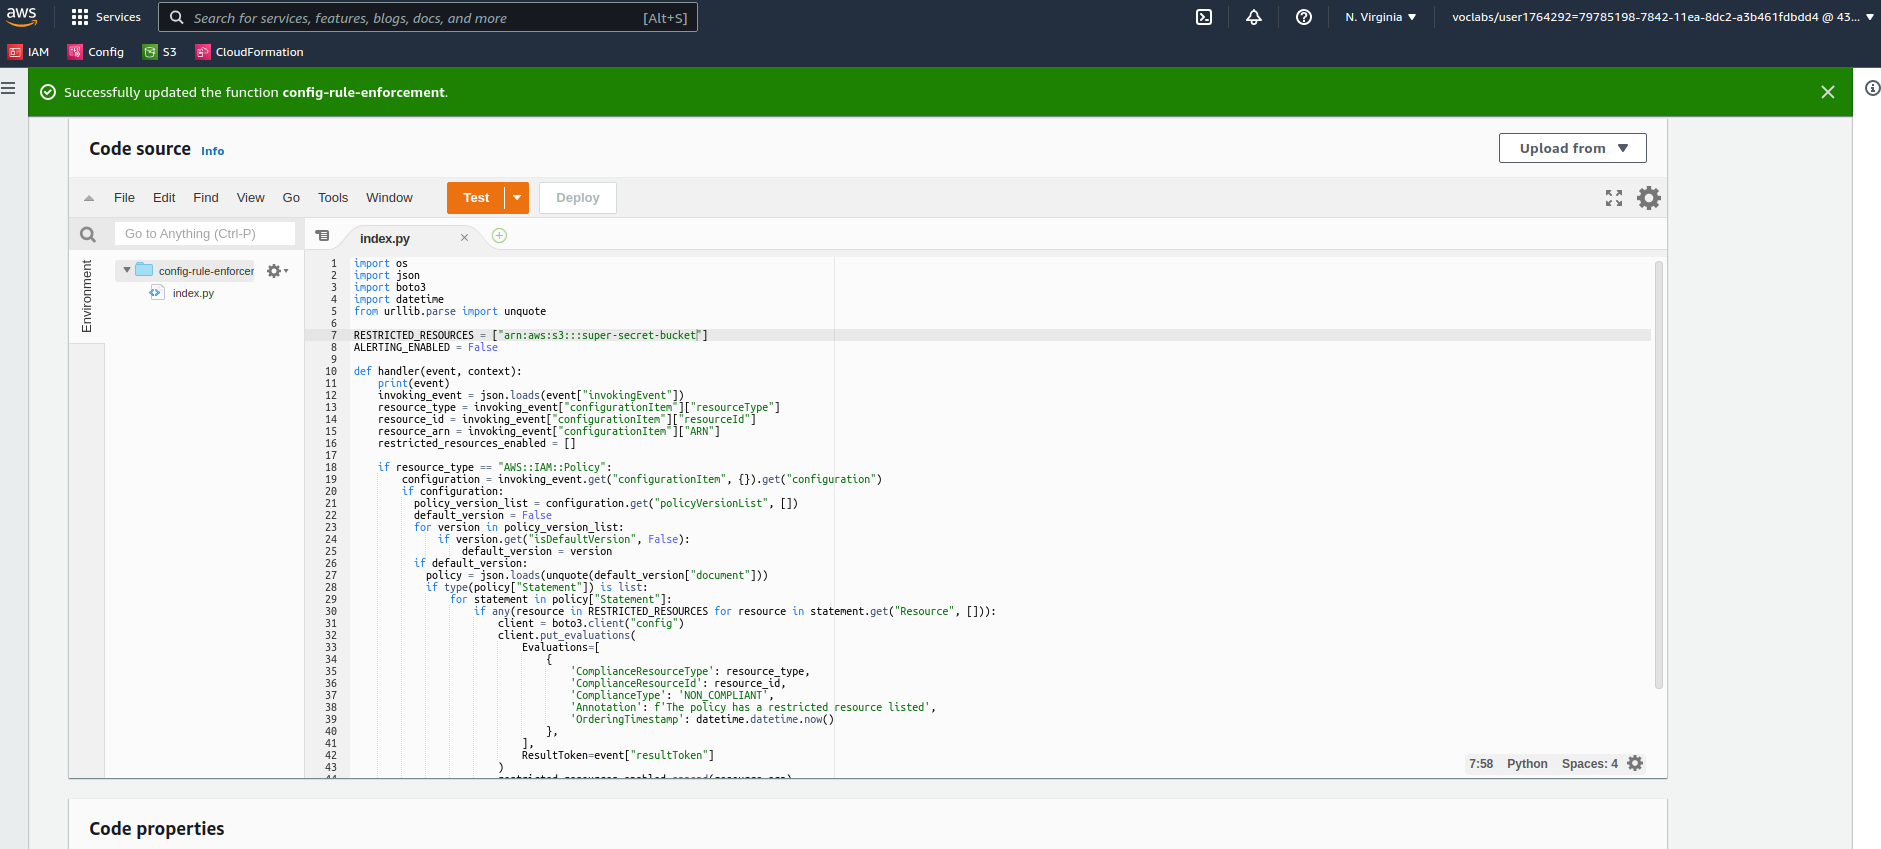 aws
Services
Search for services, features, blogs, docs, and more
[Alt+S]
N. Virginia
voclabs/user1764292=79785198-7842-11ea-8dc2-a3b461fdbdd4 @ 43...
IAM
Config
S3
CloudFormation
Successfully updated the function config-rule-enforcement.
Code source Info
Upload from
File Edit Find View Go Tools Window
Test
Deploy
Go to Anything (Ctrl-P)
index.py
Environment
config-rule-enforcer
index.py
1 import os
2 import json
3 import boto3
4 import datetime
5 from urllib.parse import unquote
6
7 RESTRICTED_RESOURCES = ["arn:aws:s3:::super-secret-bucket"]
8 ALERTING_ENABLED = False
9
10 def handler(event, context):
11 print(event)
12 invoking_event = json.loads(event["invokingEvent"])
13 resource_type = invoking_event["configurationItem"]["resourceType"]
14 resource_id = invoking_event["configurationItem"]["resourceId"]
15 resource_arn = invoking_event["configurationItem"]["ARN"]
16 restricted_resources_enabled = []
17
18 if resource_type == "AWS::IAM::Policy":
19 configuration = invoking_event.get("configurationItem", {}).get("configuration")
20 if configuration:
21 policy_version_list = configuration.get("policyVersionList", [])
22 default_version = False
23 for version in policy_version_list:
24 if version.get("isDefaultVersion", False):
25 default_version = version
26 if default_version:
27 policy = json.loads(unquote(default_version["document"]))
28 if type(policy["Statement"]) is list:
29 for statement in policy["Statement"]:
30 if any(resource in RESTRICTED_RESOURCES for resource in statement.get("Resource", [])):
31 client = boto3.client("config")
32 client.put_evaluations(
33 Evaluations=[
34 {
35 'ComplianceResourceType': resource_type,
36 'ComplianceResourceId': resource_id,
37 'ComplianceType': 'NON_COMPLIANT',
38 'Annotation': f'The policy has a restricted resource listed',
39 'OrderingTimestamp': datetime.datetime.now()
40 },
41 ],
42 ResultToken=event["resultToken"]
43 )
7:58 Python Spaces: 4
Code properties